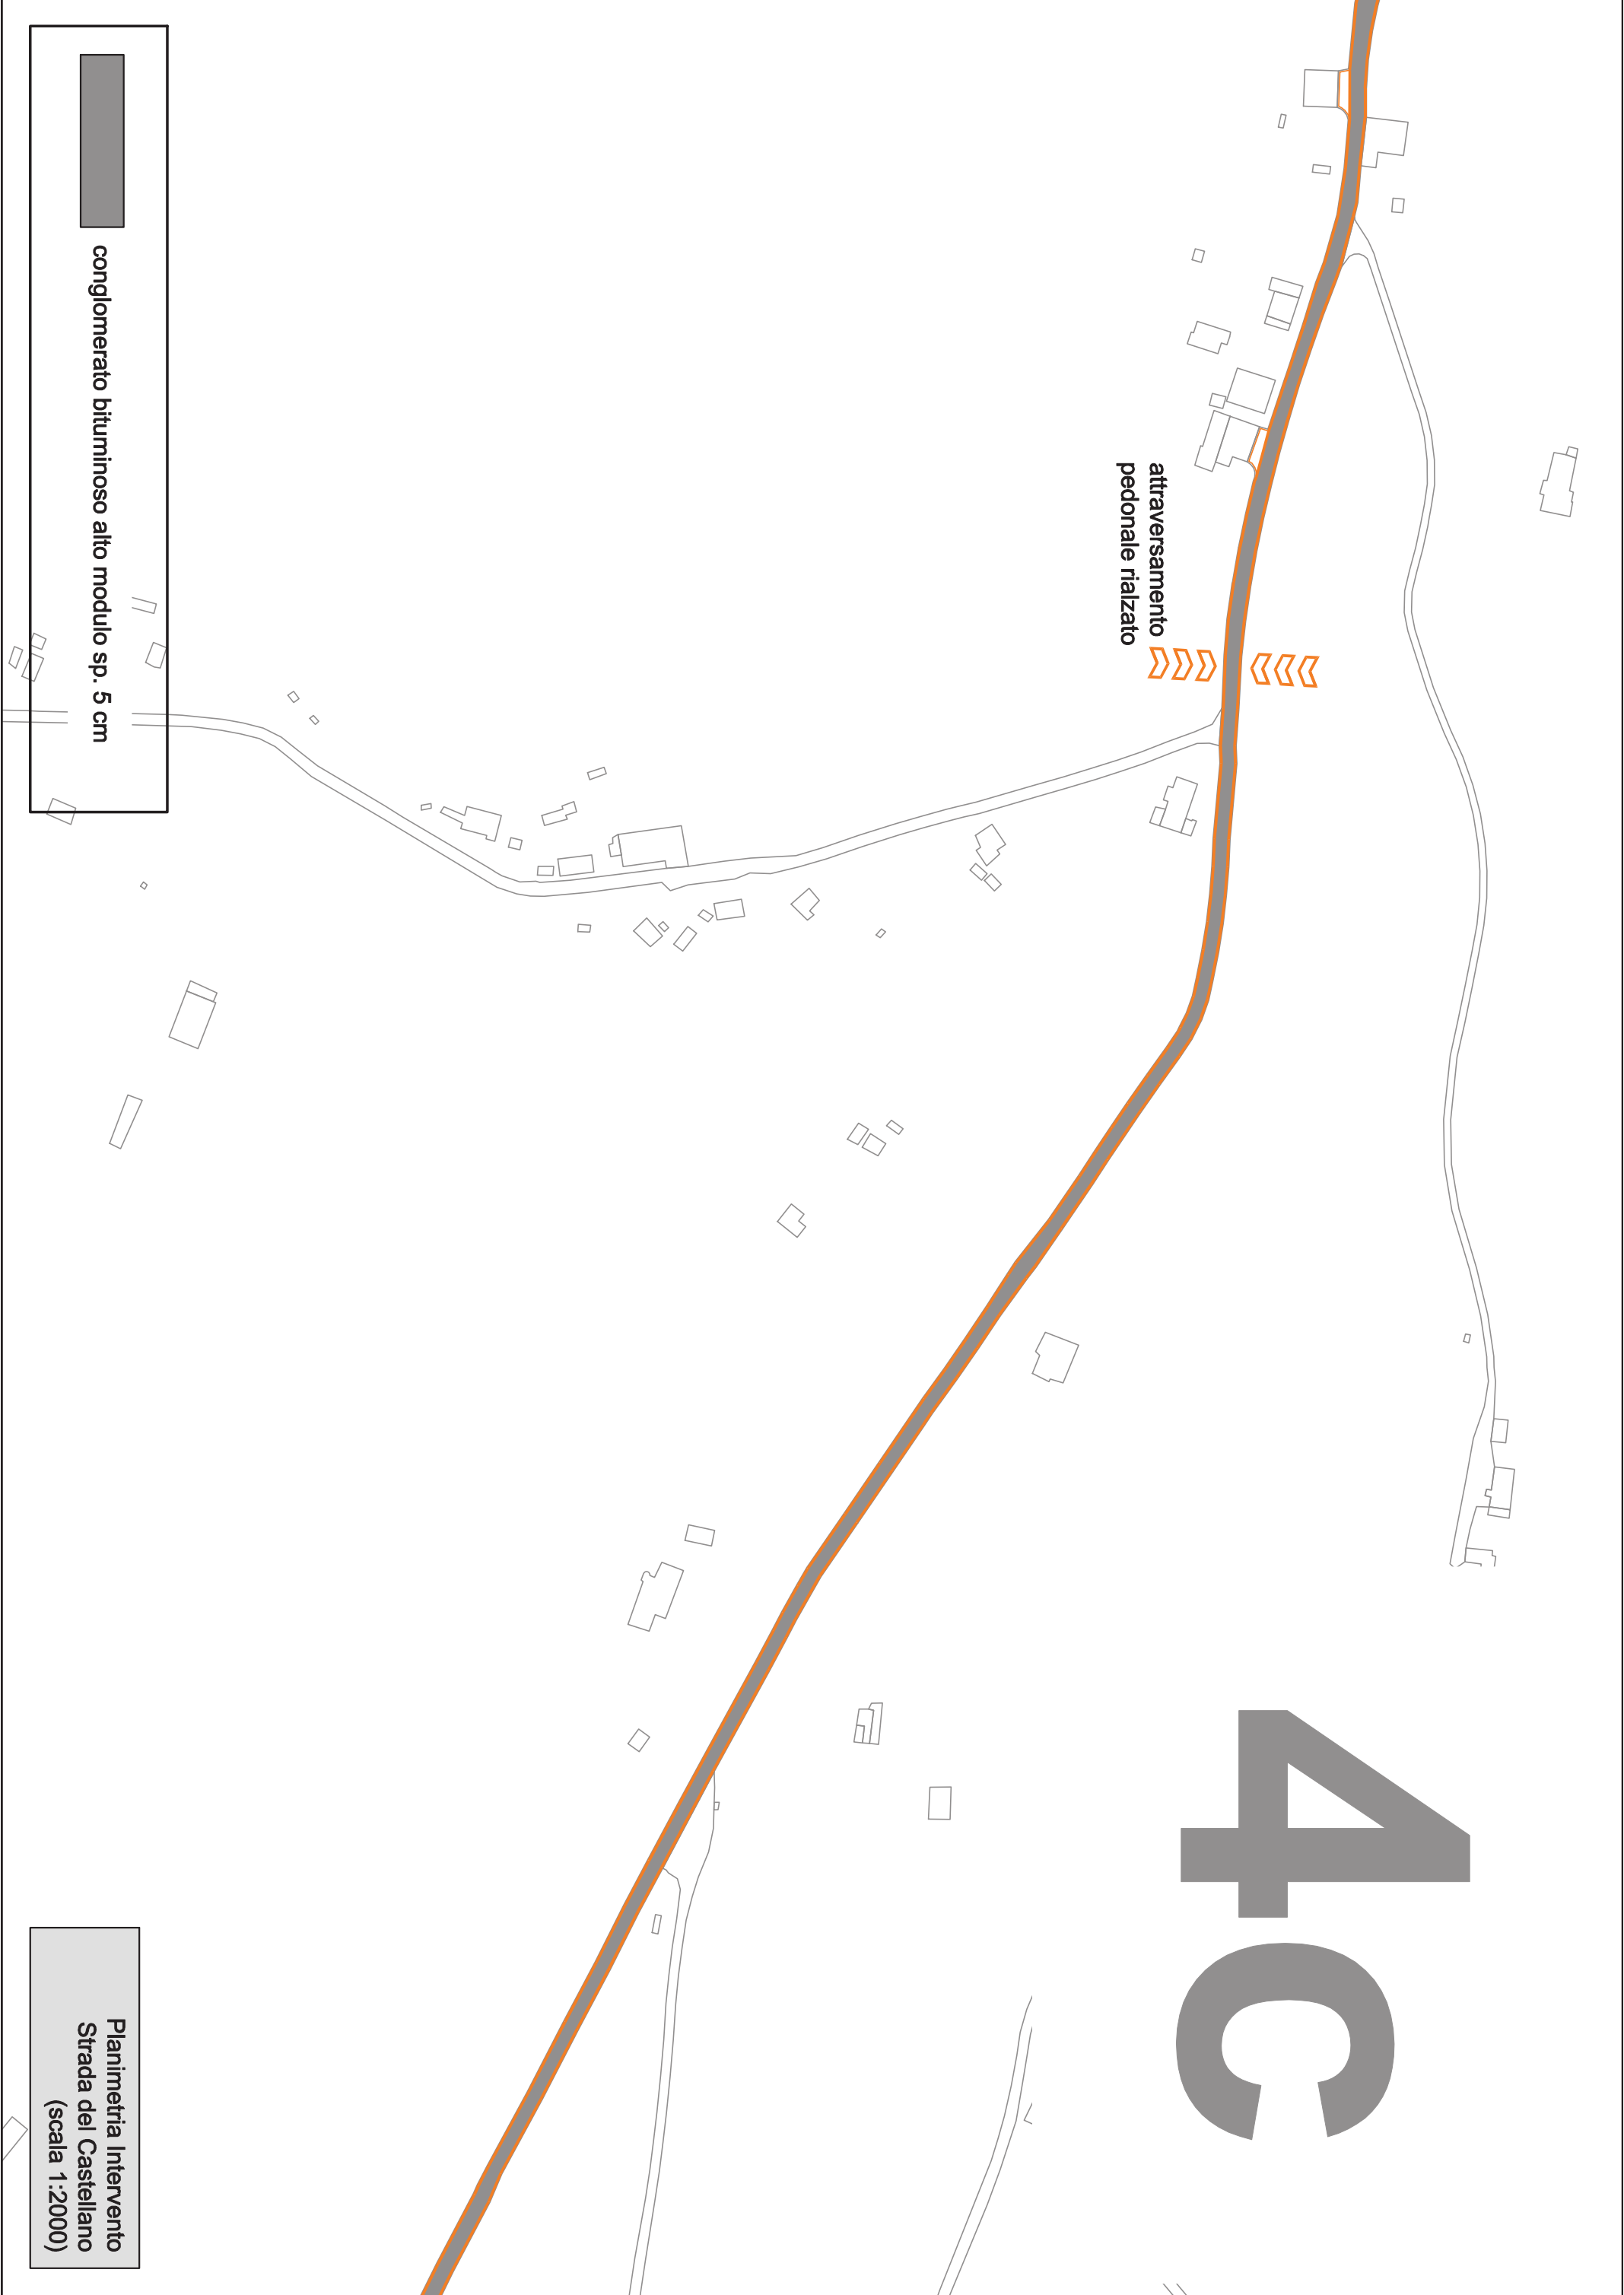 4C
attraversamento
pedonale rialzato
conglomerato bituminoso alto modulo sp. 5 cm
Planimetria Intervento
Strada del Castellano
(scala 1:2000)